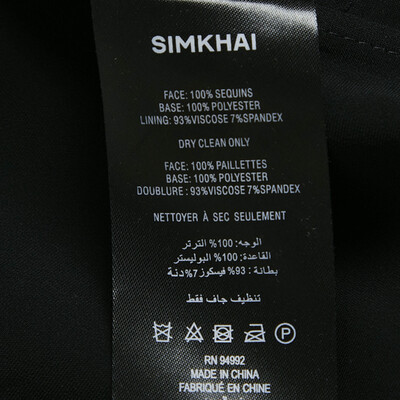 SIMKHAI
FACE: 100% SEQUINS
BASE: 100% POLYESTER
LINING: 93%VISCOSE 7%SPANDEX
DRY CLEAN ONLY
FACE: 100% PAILLETTES
BASE: 100% POLYESTER
DOUBLURE : 93%VISCOSE 7%SPANDEX
NETTOYER À SEC SEULEMENT
الوجه: 100% الترتر
القاعدة: 100% البوليستر
بطانة : 93% فيسكوز7%دنة
تنظيف جاف فقط
P
RN 94992
MADE IN CHINA
FABRIQUÉ EN CHINE